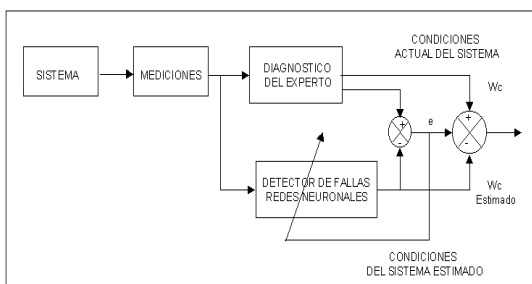 CONDICIONES
ACTUAL DEL SISTEMA
SISTEMA
MEDICIONES
DIAGNOSTICO
DEL EXPERTO
Wc
+
-
e
+
-
DETECTOR DE FALLAS
REDES NEURONALES
Wc
Estimado
CONDICIONES
DEL SISTEMA ESTIMADO